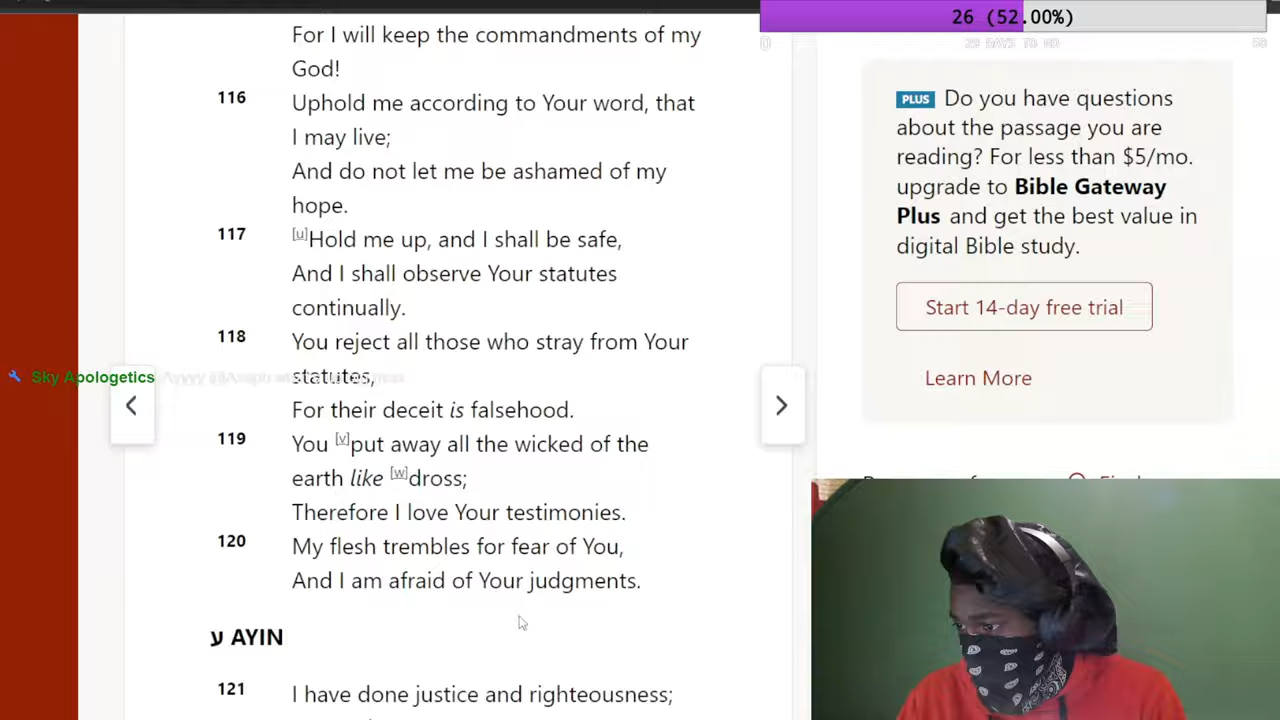 26 (52.00%)
29 DAYS TO GO
50
For I will keep the commandments of my
God!
116 Uphold me according to Your word, that
I may live;
And do not let me be ashamed of my
hope.
117 [u]Hold me up, and I shall be safe,
And I shall observe Your statutes
continually.
118 You reject all those who stray from Your
statutes,
For their deceit is falsehood.
119 You [v]put away all the wicked of the
earth like [w]dross;
Therefore I love Your testimonies.
120 My flesh trembles for fear of You,
And I am afraid of Your judgments.
ע AYIN
121 I have done justice and righteousness;
Sky Apologetics
PLUS Do you have questions
about the passage you are
reading? For less than $5/mo.
upgrade to Bible Gateway
Plus and get the best value in
digital Bible study.
Start 14-day free trial
Learn More